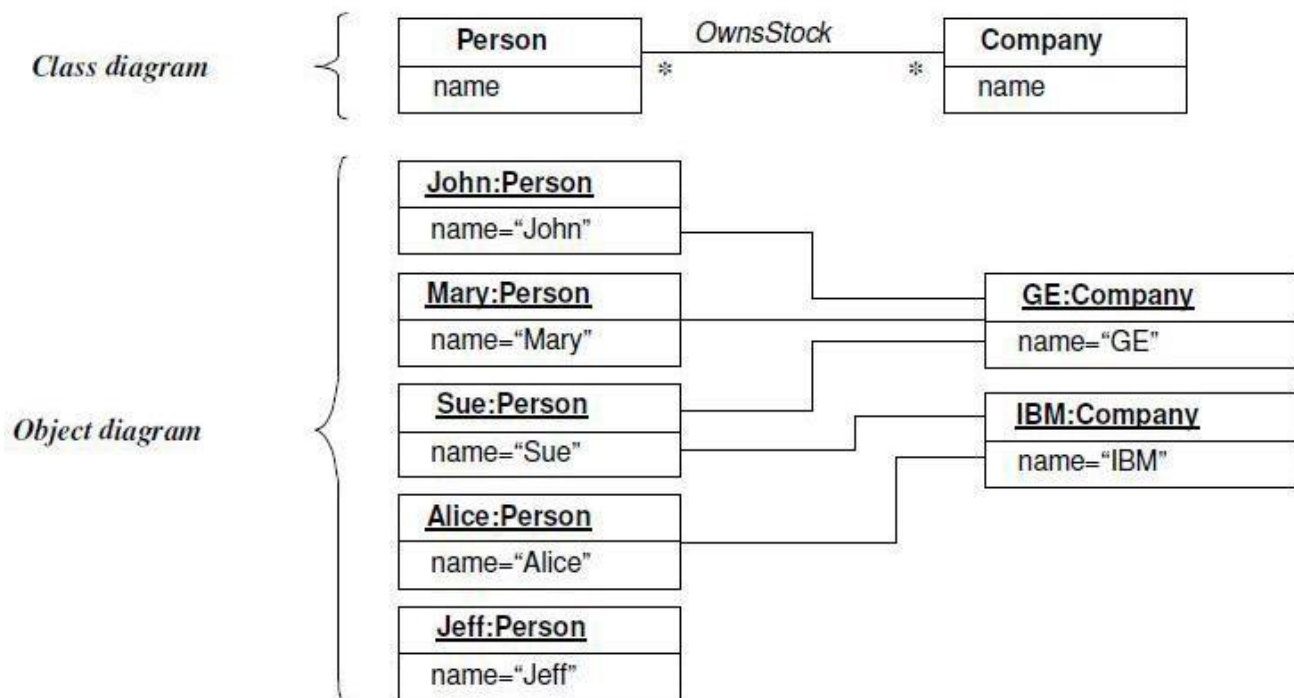 Class diagram
Person
name
OwnsStock
*
*
Company
name
Object diagram
John:Person
name=“John”
Mary:Person
name=“Mary”
Sue:Person
name=“Sue”
Alice:Person
name=“Alice”
Jeff:Person
name=“Jeff”
GE:Company
name=“GE”
IBM:Company
name=“IBM”